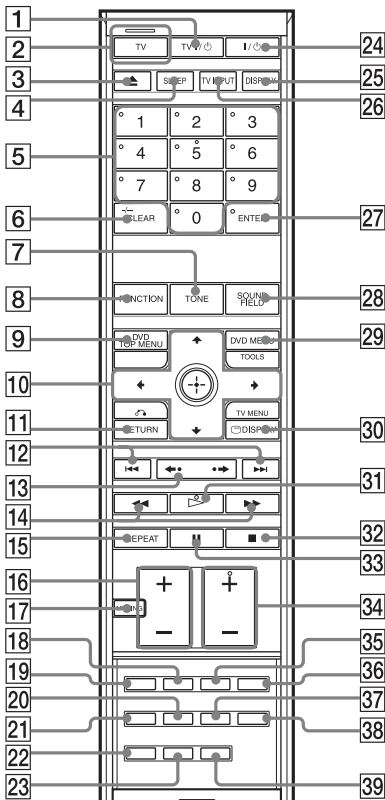 1
2 TV TV I/⏻ I/⏻ 24
3 SLEEP TV INPUT DISPLAY 25
4 26
5 1 2 3
4 5 6
7 8 9
6 CLEAR 0 ENTER 27
7
8 FUNCTION TONE SOUND FIELD 28
9 DVD TOP MENU DVD MENU 29
TOOLS
10
TV MENU
11 RETURN DISPLAY 30
12
13 31
14
15 REPEAT 32
33
16 + + 34
17
− −
18 35
19 36
20 37
21 38
22
23 39